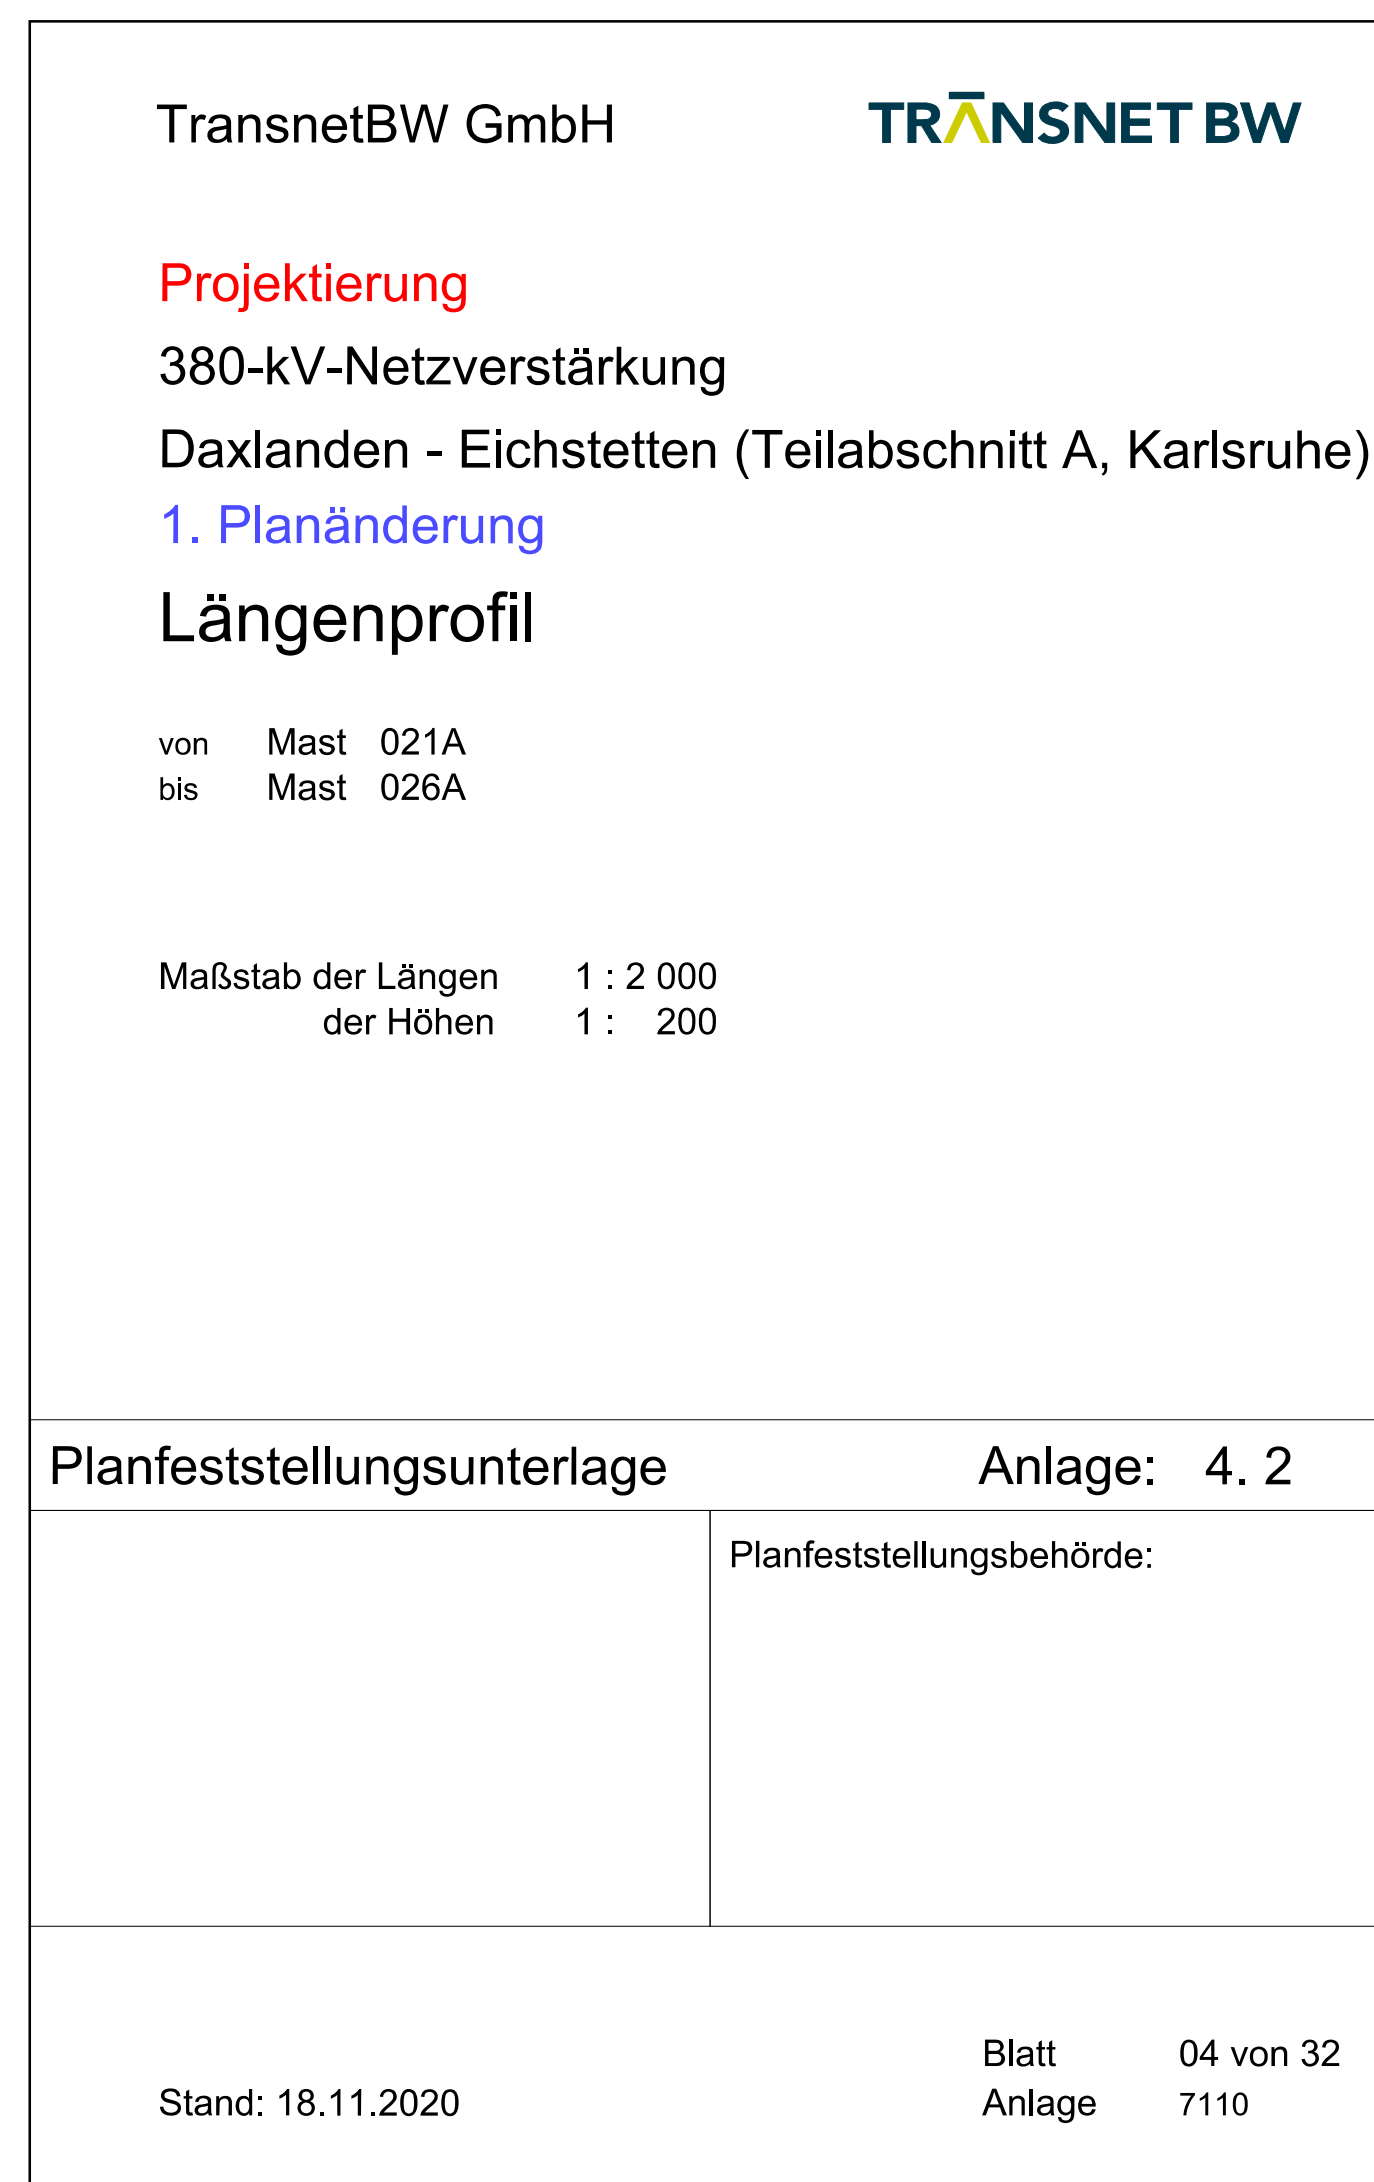 TransnetBW GmbH
TRANSNET BW
Projektierung
380-kV-Netzverstärkung
Daxlanden - Eichstetten (Teilabschnitt A, Karlsruhe)
1. Planänderung
Längenprofil
von Mast 021A
bis Mast 026A
Maßstab der Längen 1 : 2 000
der Höhen 1 : 200
Planfeststellungsunterlage Anlage: 4. 2
Planfeststellungsbehörde:
Blatt 04 von 32
Stand: 18.11.2020 Anlage 7110